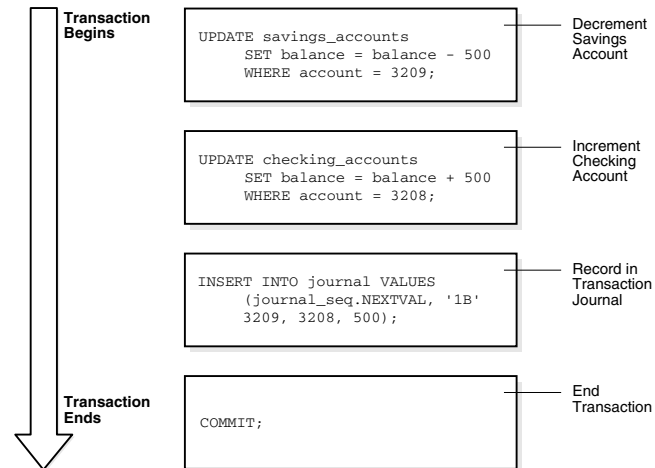 Transaction
Begins
UPDATE savings_accounts
SET balance = balance - 500
WHERE account = 3209;
Decrement
Savings
Account
UPDATE checking_accounts
SET balance = balance + 500
WHERE account = 3208;
Increment
Checking
Account
INSERT INTO journal VALUES
(journal_seq.NEXTVAL, '1B'
3209, 3208, 500);
Record in
Transaction
Journal
Transaction
Ends
COMMIT;
End
Transaction